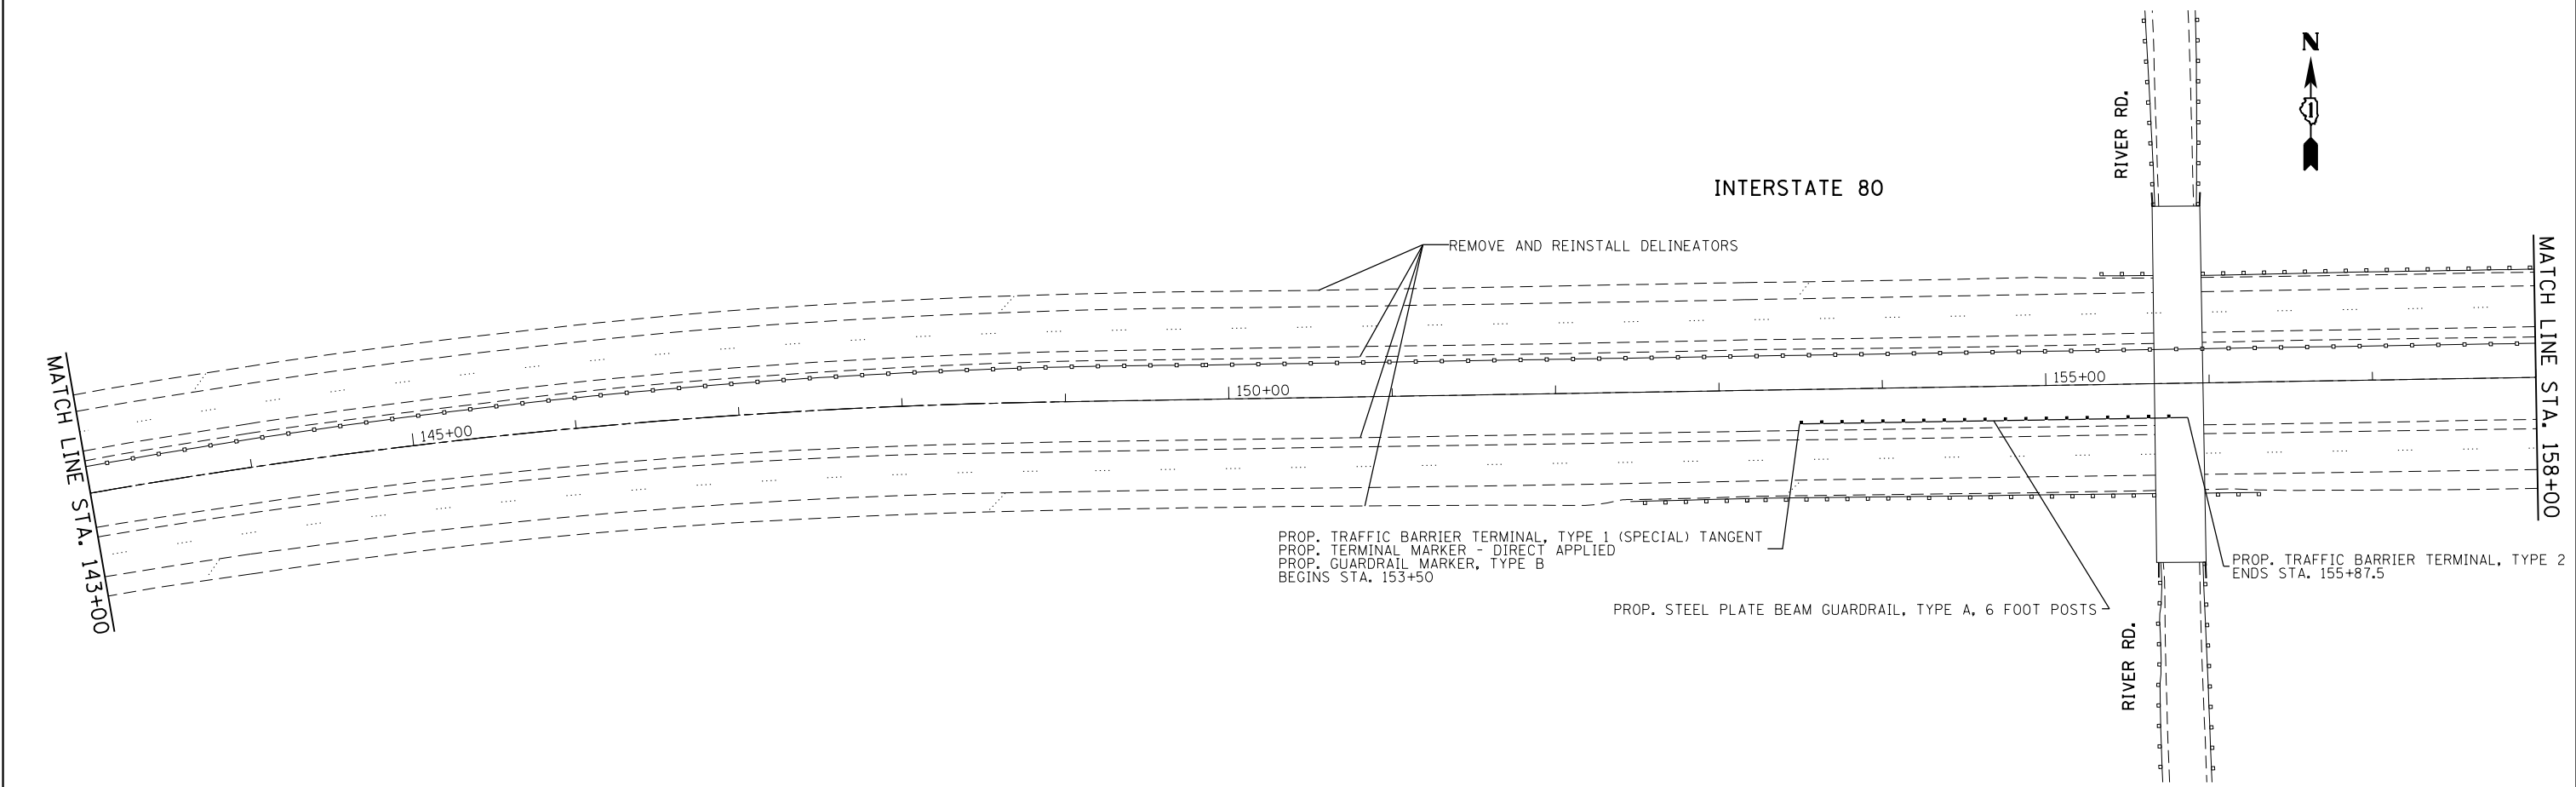 N
1
RIVER RD.
INTERSTATE 80
REMOVE AND REINSTALL DELINEATORS
MATCH LINE STA. 143+00
145+00
150+00
155+00
MATCH LINE STA. 158+00
PROP. TRAFFIC BARRIER TERMINAL, TYPE 1 (SPECIAL) TANGENT
PROP. TERMINAL MARKER - DIRECT APPLIED
PROP. GUARDRAIL MARKER, TYPE B
BEGINS STA. 153+50
PROP. TRAFFIC BARRIER TERMINAL, TYPE 2
ENDS STA. 155+87.5
PROP. STEEL PLATE BEAM GUARDRAIL, TYPE A, 6 FOOT POSTS
RIVER RD.